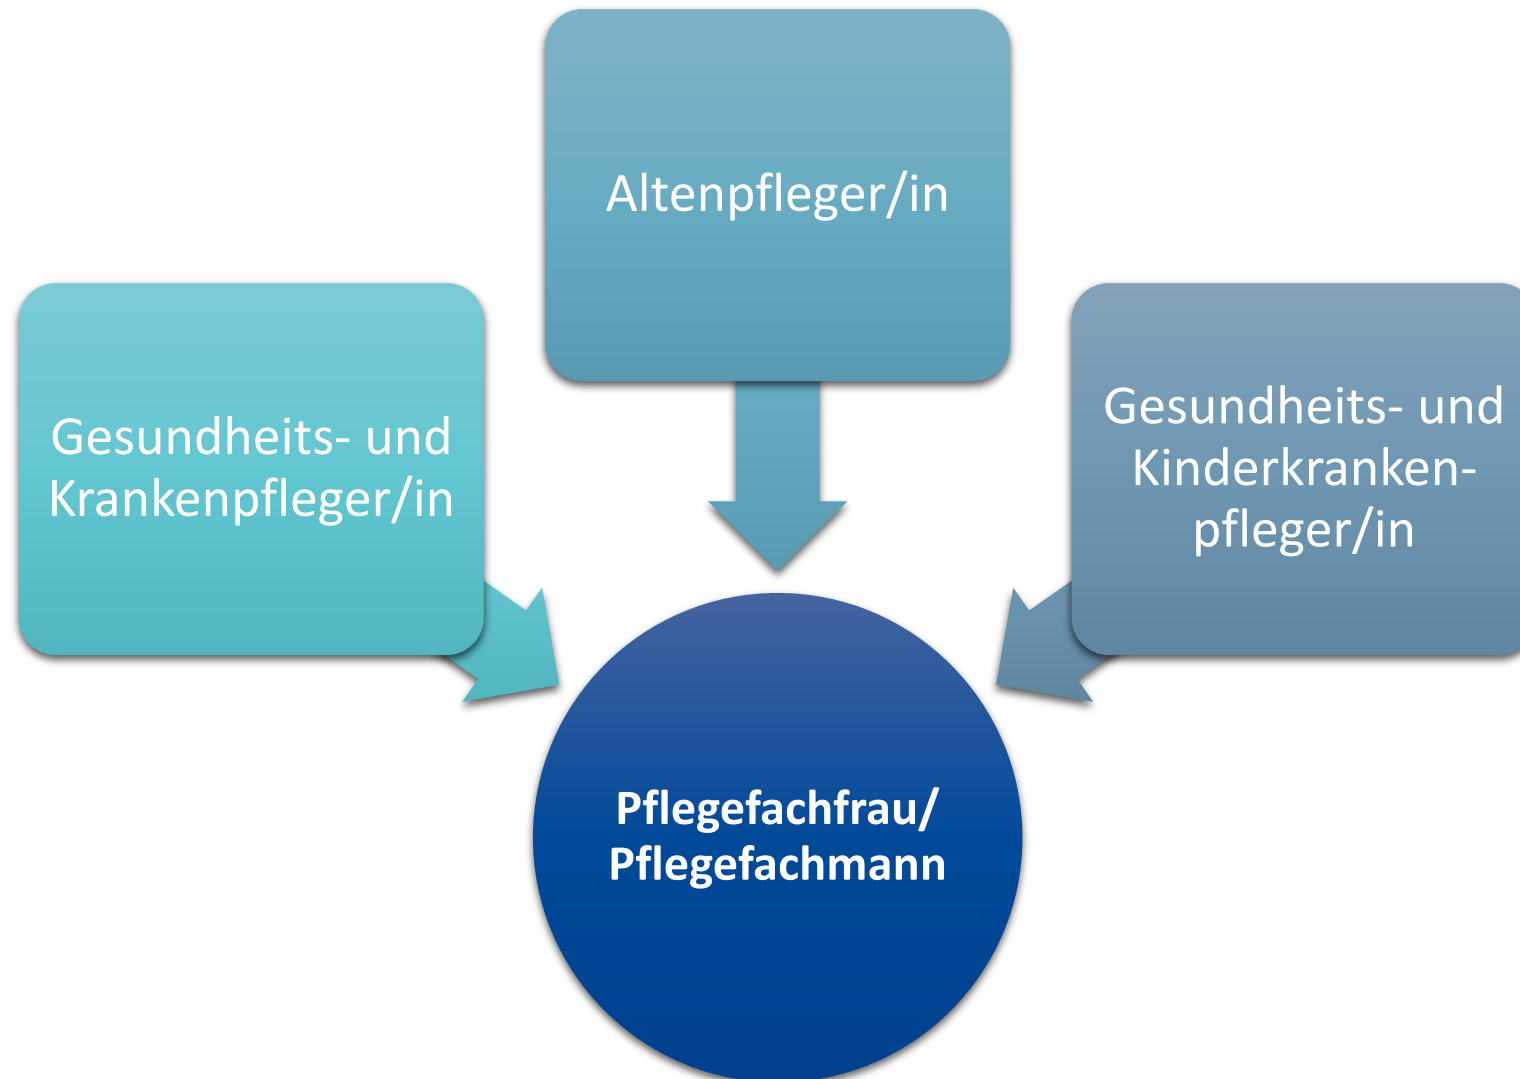 Altenpfleger/in
Gesundheits- und
Krankenpfleger/in
Gesundheits- und
Kinderkranken-
pfleger/in
Pflegefachfrau/
Pflegefachmann